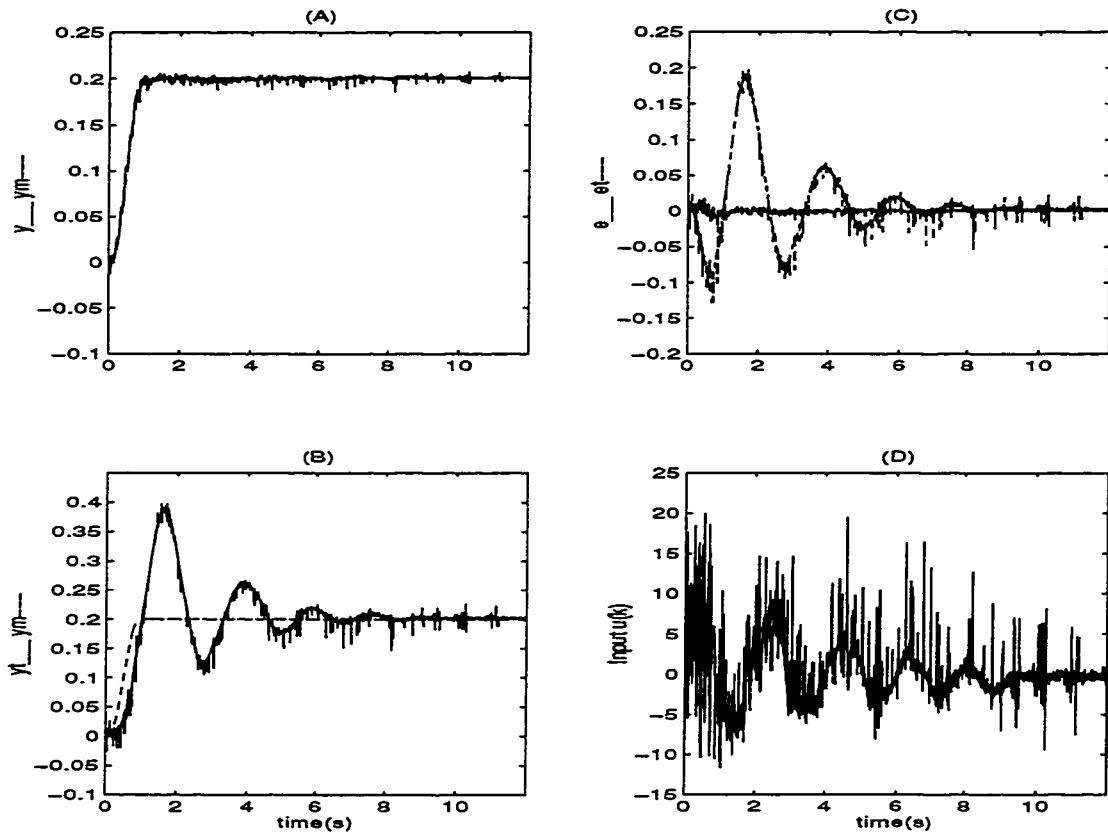 (A)
0.25
0.2
0.15
0.1
0.05
0
−0.05
−0.1
y___ym----
0 2 4 6 8 10
(C)
0.25
0.2
0.15
0.1
0.05
0
−0.05
−0.1
−0.15
−0.2
e___et----
0 2 4 6 8 10
(B)
0.4
0.35
0.3
0.25
0.2
0.15
0.1
0.05
0
−0.05
−0.1
yt___ym----
0 2 4 6 8 10
time(s)
(D)
25
20
15
10
5
0
−5
−10
−15
Input u(k)
0 2 4 6 8 10
time(s)